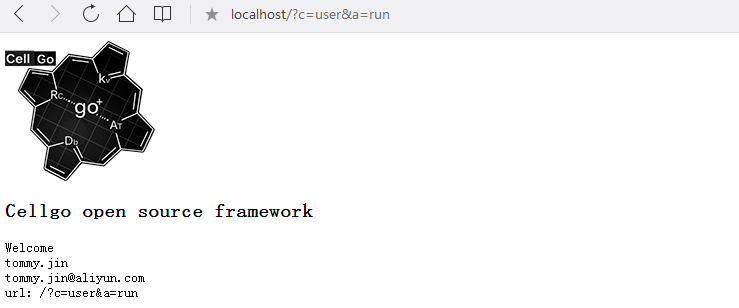 localhost/?c=user&a=run
Cell Go
Kv
Rc
go+
At
Db
Cellgo open source framework
Welcome
tommy.jin
tommy.jin@aliyun.com
url: /?c=user&a=run